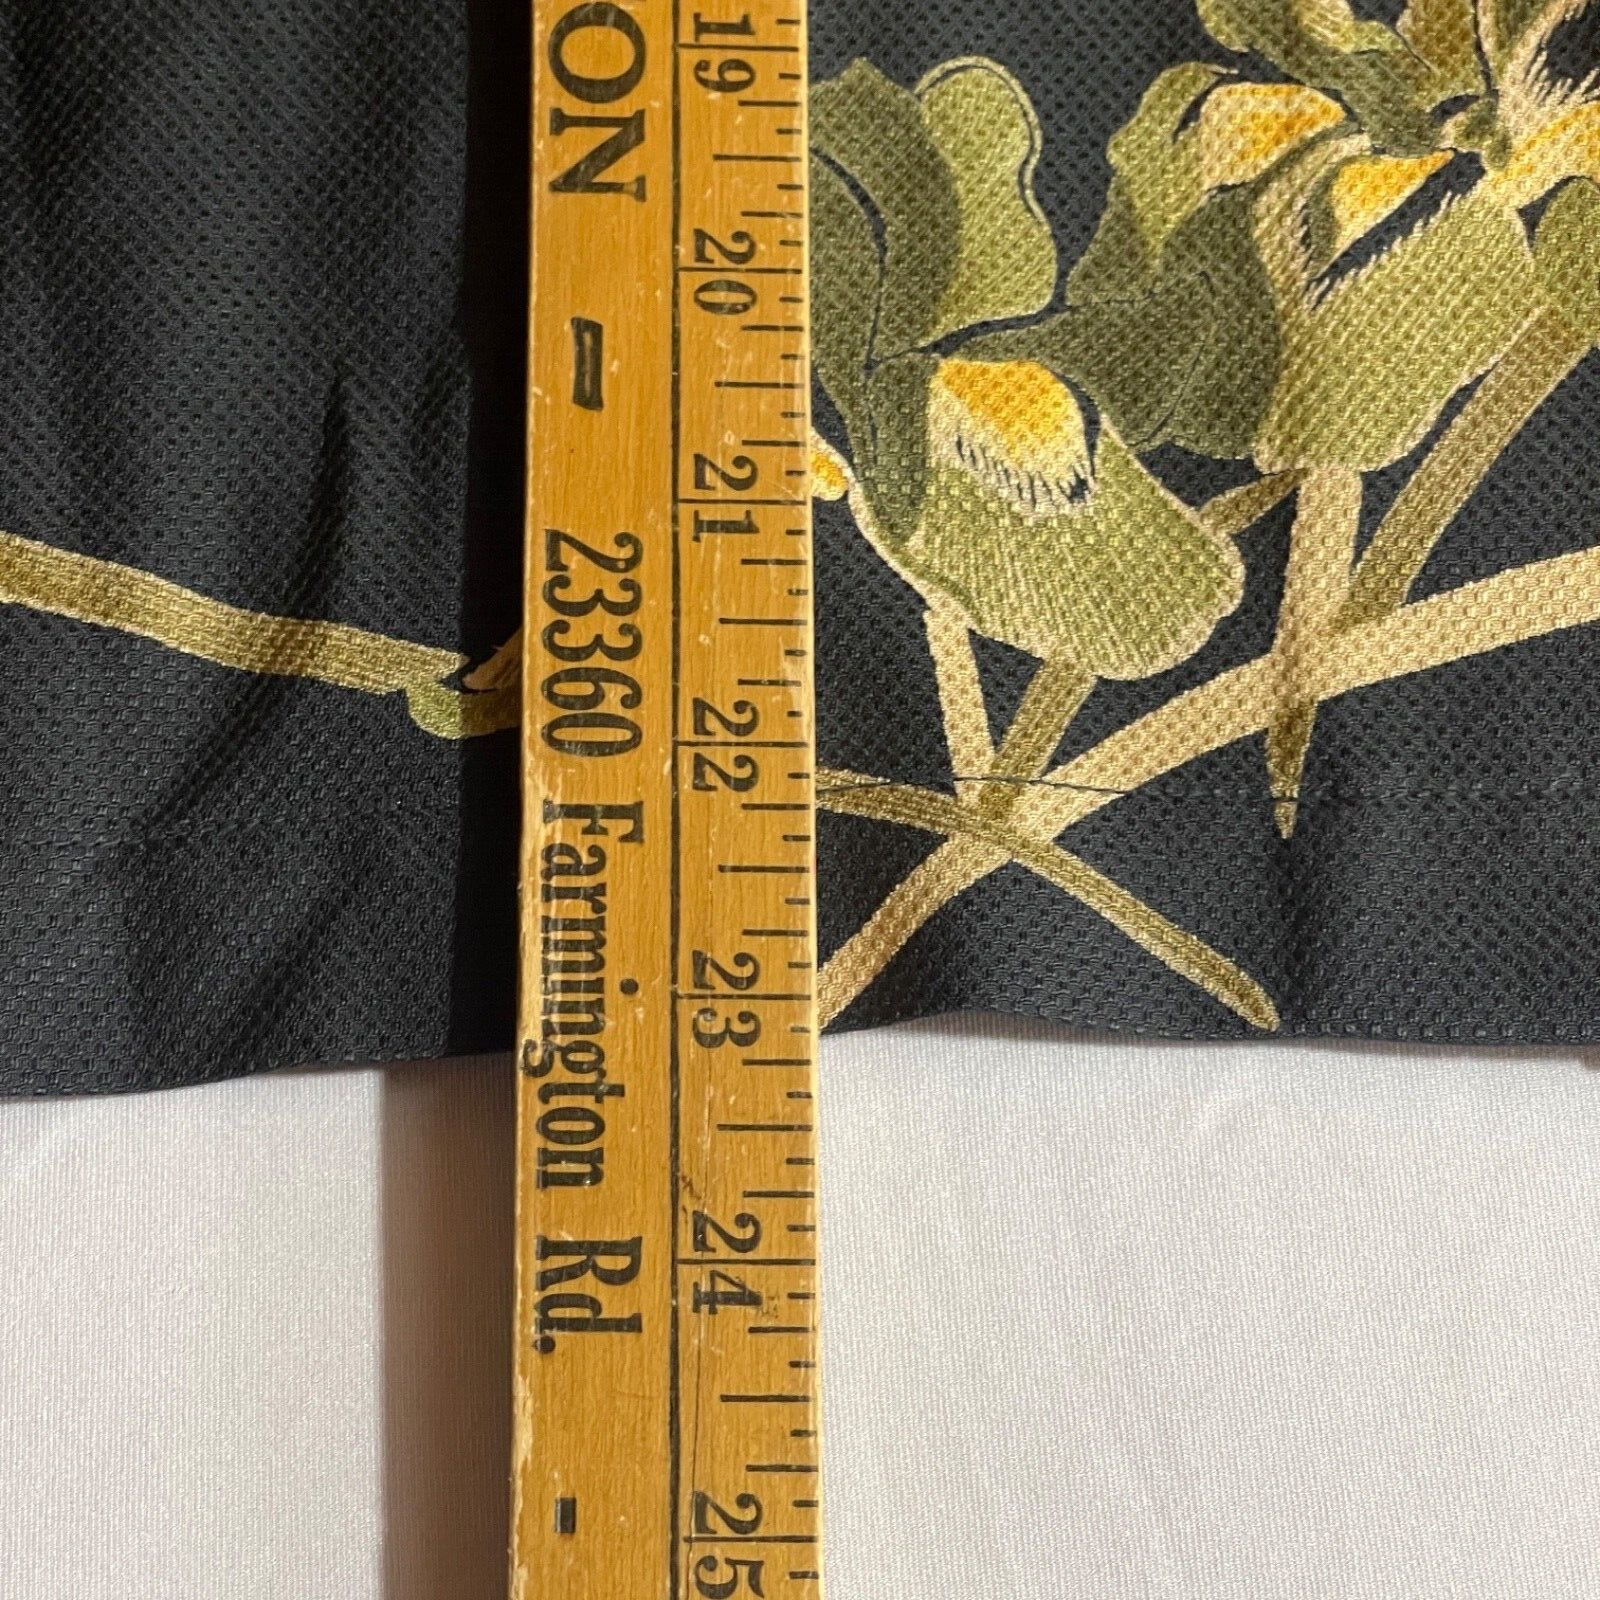 ON - 23360 Farmington Rd. -
19 20 21 22 23 24 25